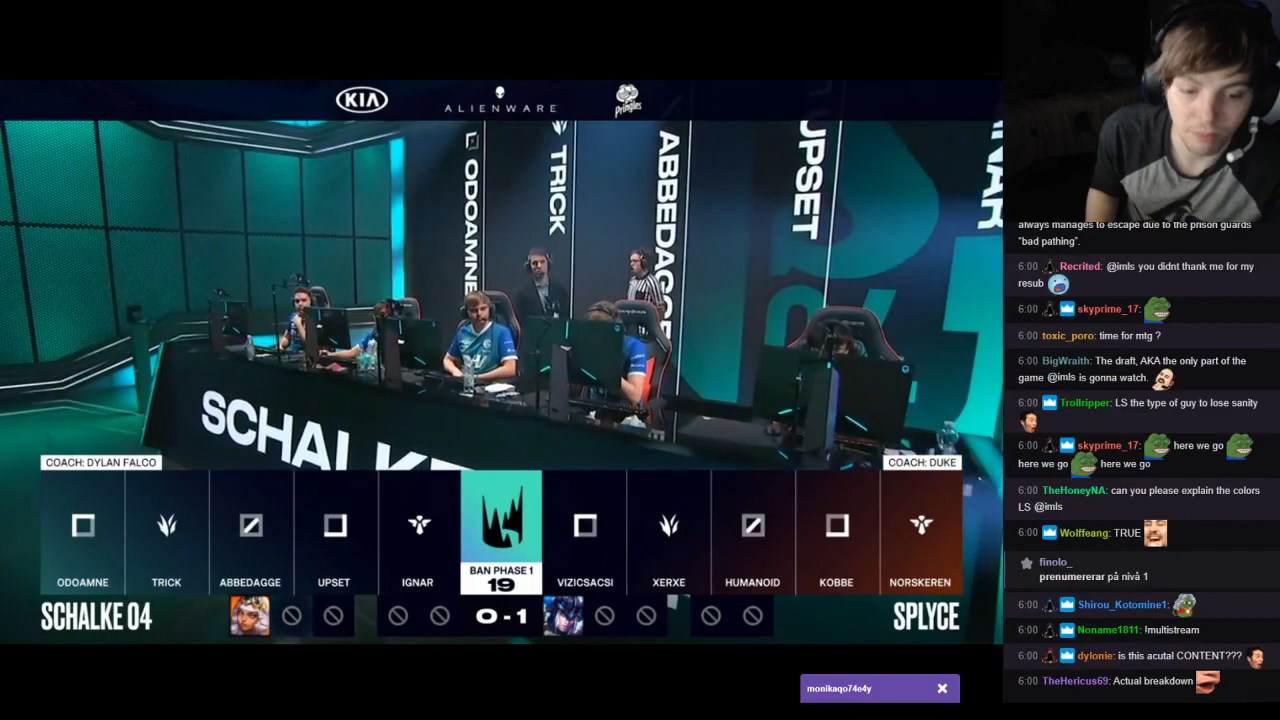 KIA
ALIENWARE
Pringles
ODOAMNE
TRICK
ABBEDAGGE
UPSET
SCHALKE
COACH: DYLAN FALCO
COACH: DUKE
ODOAMNE
TRICK
ABBEDAGGE
UPSET
IGNAR
BAN PHASE 1
19
VIZICSACSI
XERXE
HUMANOID
KOBBE
NORSKEREN
SCHALKE 04
0 - 1
SPLYCE
monikaqo74e4y
always manages to escape due to the prison guards
"bad pathing".
6:00 Recrited: @imls you didnt thank me for my
resub
6:00 skyprime_17:
6:00 toxic_poro: time for mtg ?
6:00 BigWraith: The draft, AKA the only part of the
game @imls is gonna watch.
6:00 Trollripper: LS the type of guy to lose sanity
6:00 skyprime_17: here we go
here we go here we go
6:00 TheHoneyNA: can you please explain the colors
LS @imls
6:00 Wolffeang: TRUE
finolo_
prenumererar på nivå 1
6:00 Shirou_Kotomine1:
6:00 Noname1811: !multistream
6:00 dylonie: is this acutal CONTENT???
6:00 TheHericus69: Actual breakdown